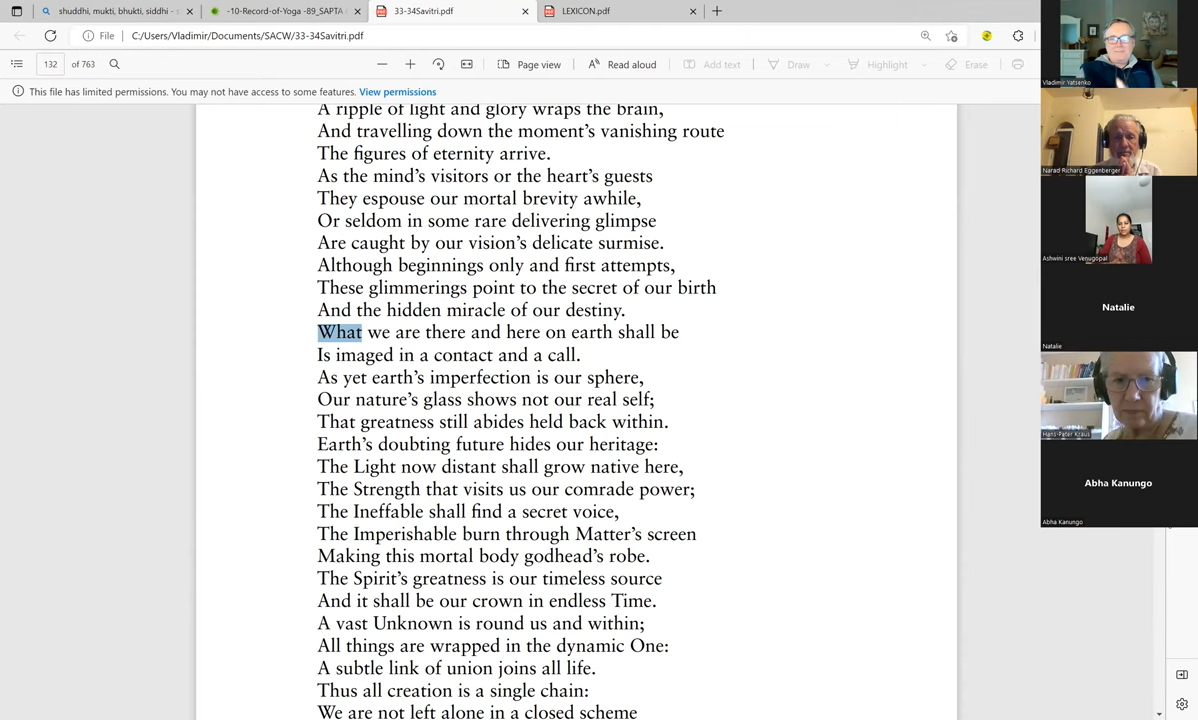 shuddhi, mukti, bhukti, siddhi -
-10-Record-of-Yoga -89_SAPTA
33-34Savitri.pdf
LEXICON.pdf
File
C:/Users/Vladimir/Documents/SACW/33-34Savitri.pdf
132 of 763
Page view
Read aloud
Add text
Draw
Highlight
Erase
This file has limited permissions. You may not have access to some features. View permissions
A ripple of light and glory wraps the brain,
And travelling down the moment's vanishing route
The figures of eternity arrive.
As the mind's visitors or the heart's guests
They espouse our mortal brevity awhile,
Or seldom in some rare delivering glimpse
Are caught by our vision's delicate surmise.
Although beginnings only and first attempts,
These glimmerings point to the secret of our birth
And the hidden miracle of our destiny.
What we are there and here on earth shall be
Is imaged in a contact and a call.
As yet earth's imperfection is our sphere,
Our nature's glass shows not our real self;
That greatness still abides held back within.
Earth's doubting future hides our heritage:
The Light now distant shall grow native here,
The Strength that visits us our comrade power;
The Ineffable shall find a secret voice,
The Imperishable burn through Matter's screen
Making this mortal body godhead's robe.
The Spirit's greatness is our timeless source
And it shall be our crown in endless Time.
A vast Unknown is round us and within;
All things are wrapped in the dynamic One:
A subtle link of union joins all life.
Thus all creation is a single chain:
We are not left alone in a closed scheme
Vladimir Yatsenko
Narad Richard Eggenberger
Ashwini sree Venugopal
Natalie
Natalie
Hans-Peter Kraus
Abha Kanungo
Abha Kanungo